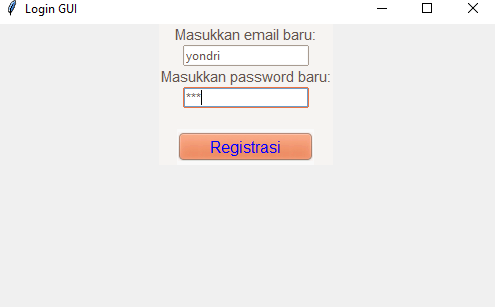 Login GUI
Masukkan email baru:
yondri
Masukkan password baru:
***
Registrasi